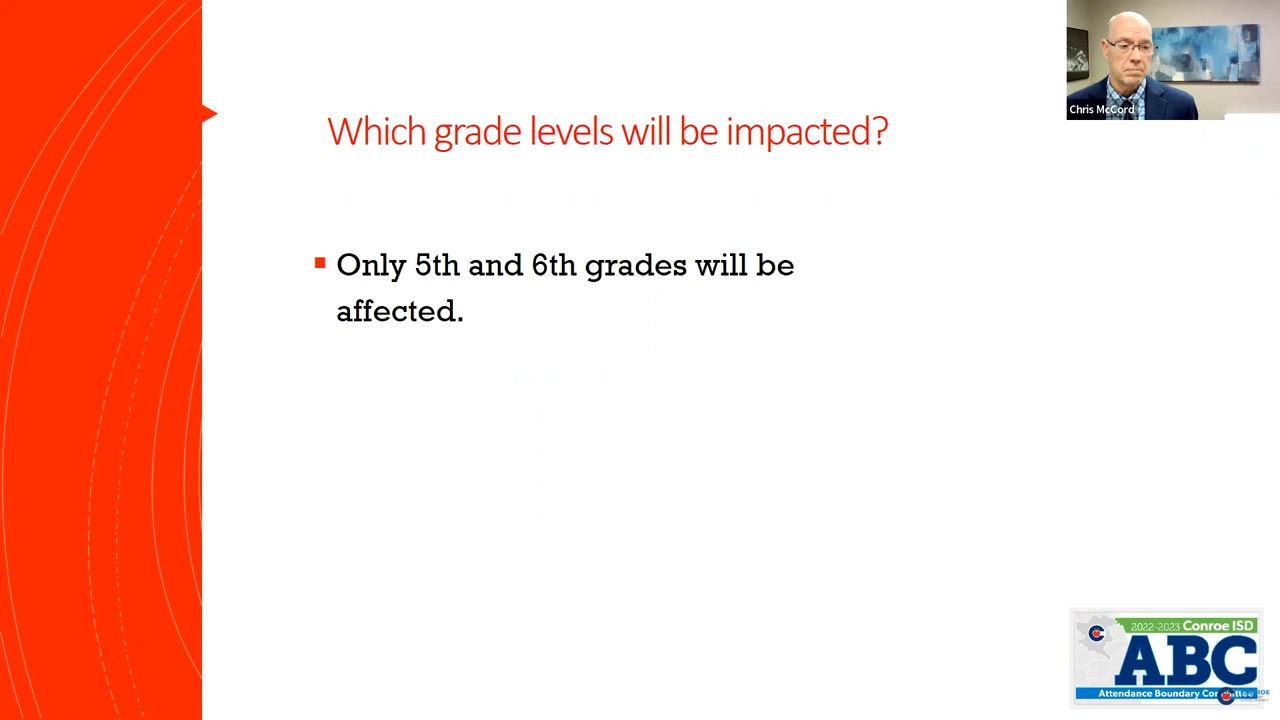 Chris McCord
Which grade levels will be impacted?
Only 5th and 6th grades will be
affected.
2022-2023 Conroe ISD
ABC
Attendance Boundary Committee